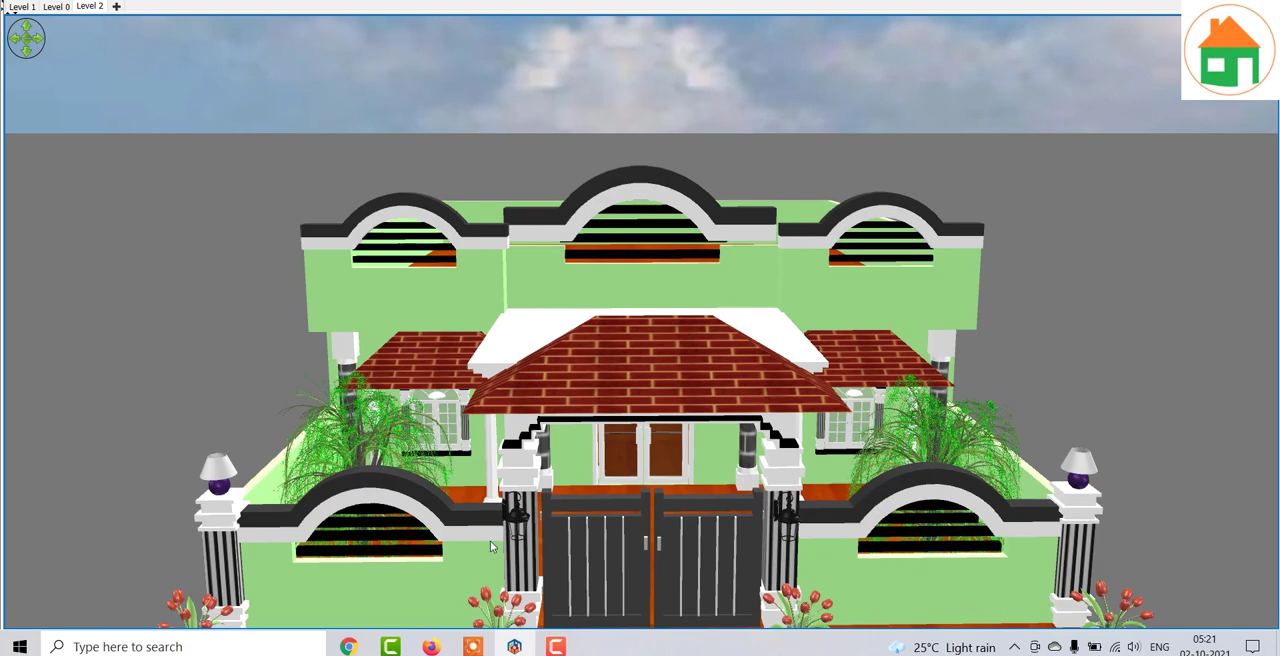 Level 1 Level 0 Level 2
Type here to search
25°C Light rain
ENG
05:21
02-10-2021